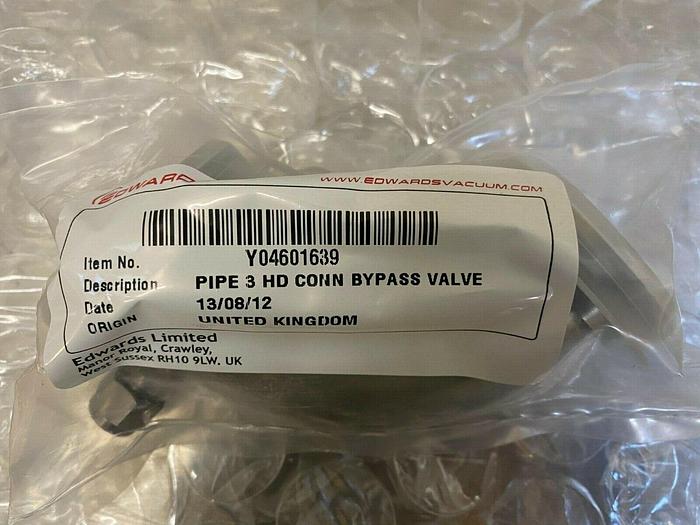 EDWARD
WWW.EDWARDSVACUUM.COM
Item No. Y04601639
Description PIPE 3 HD CONN BYPASS VALVE
Date 13/08/12
ORIGIN UNITED KINGDOM
Edwards Limited
Manor Royal, Crawley,
West Sussex RH10 9LW. UK